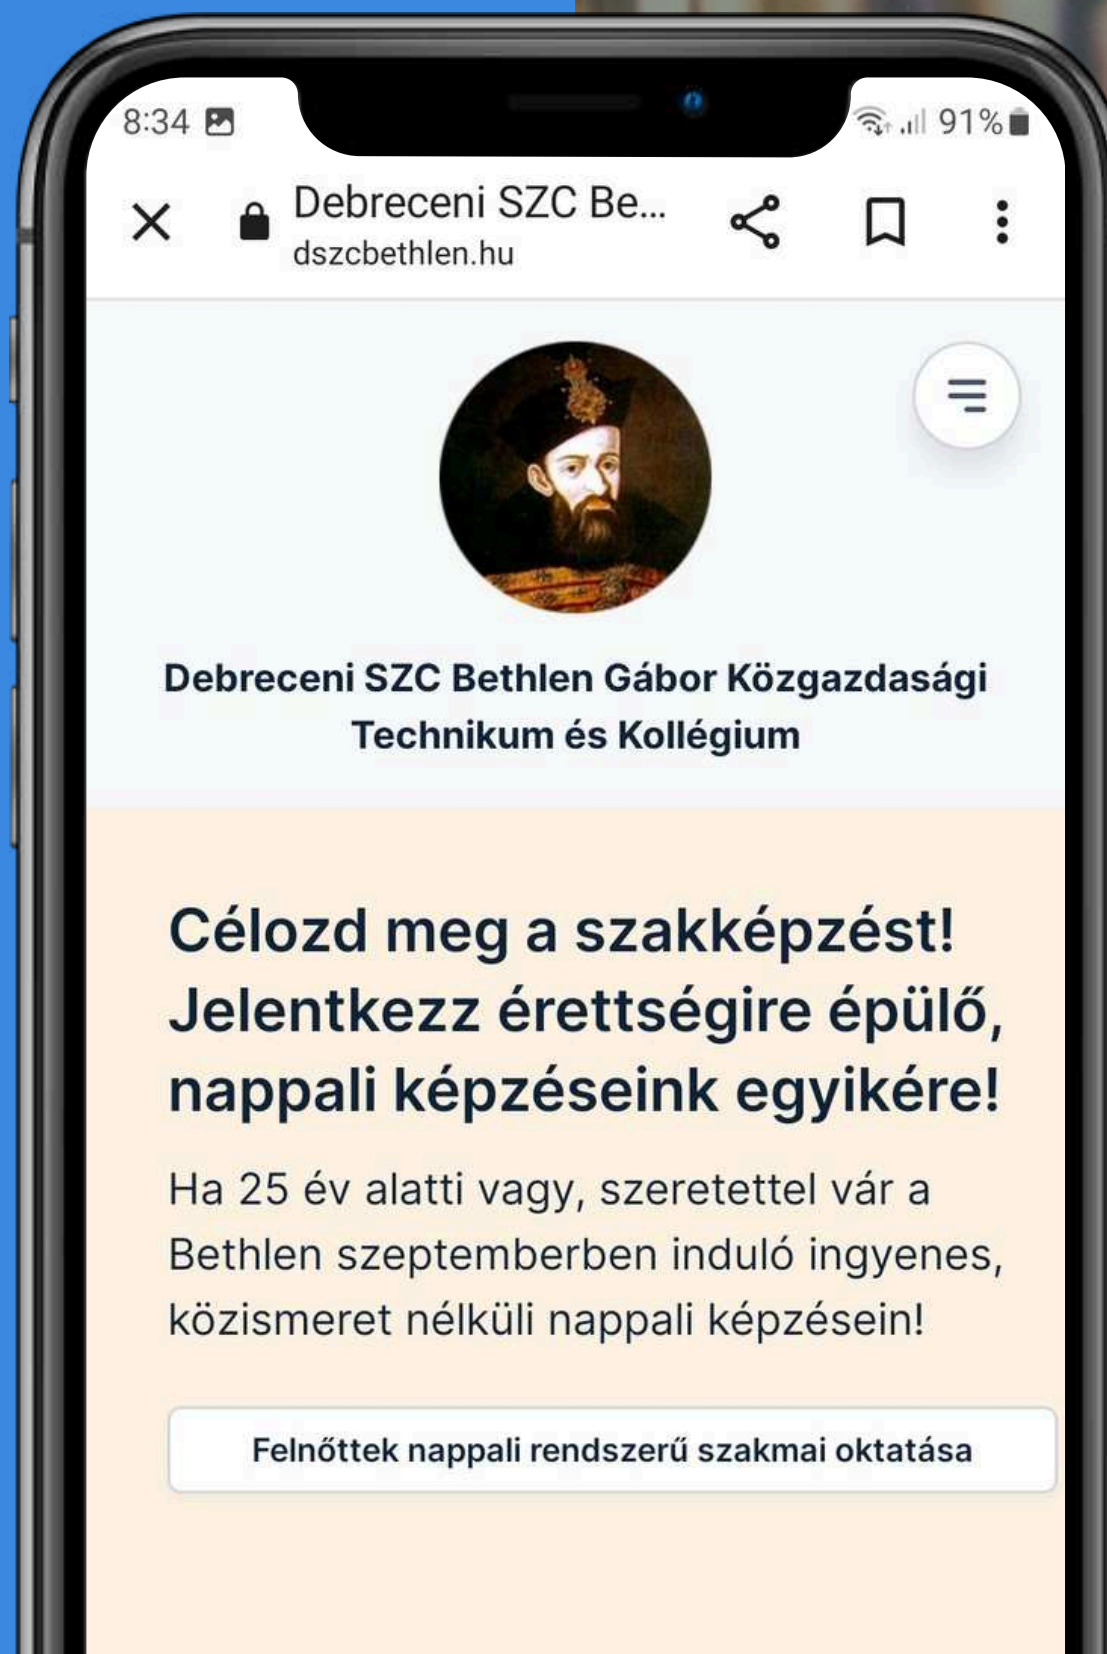 8:34
91%
Debreceni SZC Be...
dszcbethlen.hu
Debreceni SZC Bethlen Gábor Közgazdasági
Technikum és Kollégium
Célozd meg a szakképzést!
Jelentkezz érettségire épülő,
nappali képzéseink egyikére!
Ha 25 év alatti vagy, szeretettel vár a
Bethlen szeptemberben induló ingyenes,
közismeret nélküli nappali képzésein!
Felnőttek nappali rendszerű szakmai oktatása